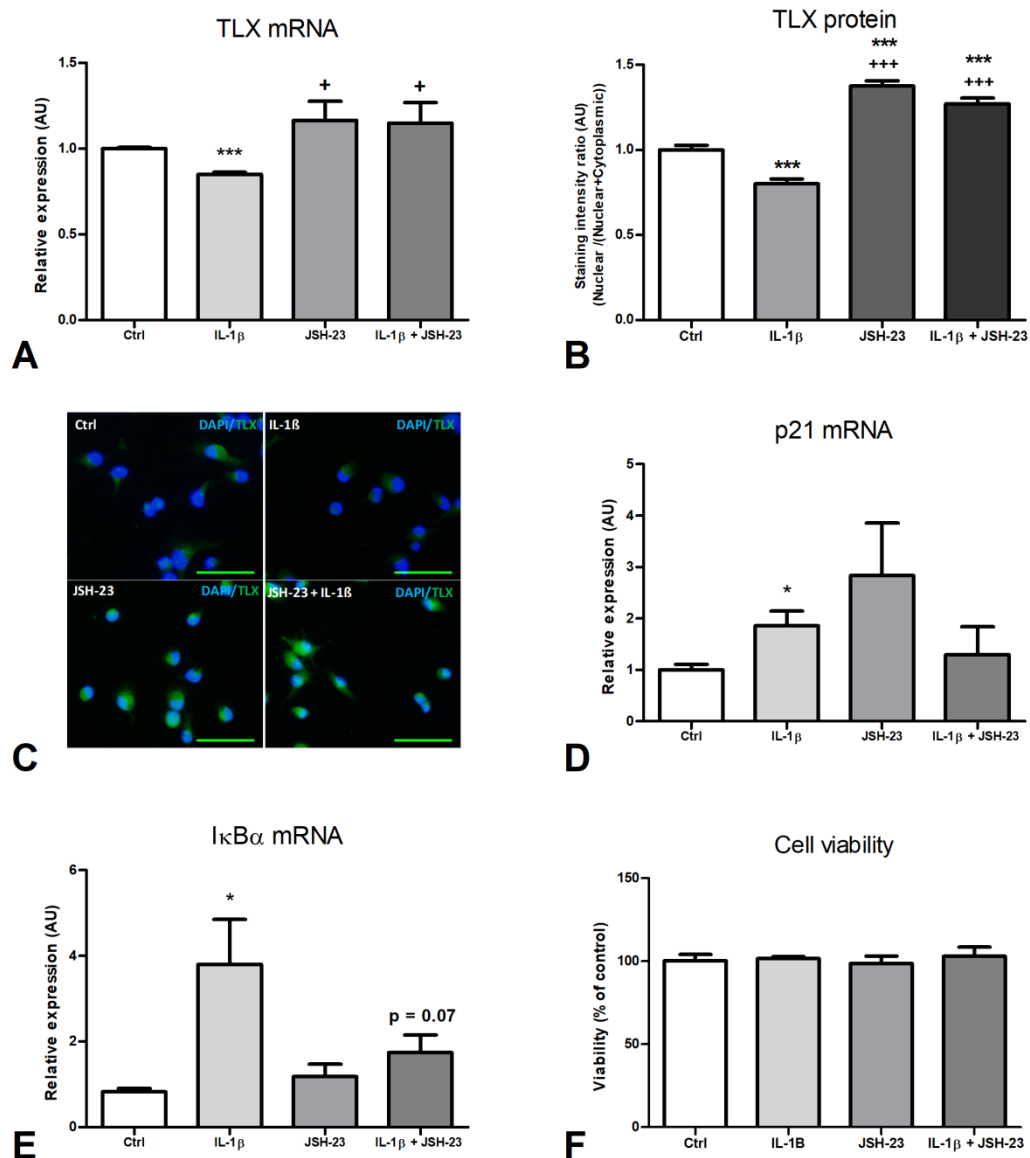 TLX mRNA
Relative expression (AU)
1.5
1.0
0.5
0.0
***
+
+
Ctrl
IL-1β
JSH-23
IL-1β + JSH-23
A
TLX protein
Staining intensity ratio (AU)
(Nuclear /(Nuclear+Cytoplasmic))
1.5
1.0
0.5
0.0
***
***
+++
***
+++
Ctrl
IL-1β
JSH-23
IL-1β + JSH-23
B
Ctrl
DAPI/TLX
IL-1ß
DAPI/TLX
JSH-23
DAPI/TLX
JSH-23 + IL-1ß
DAPI/TLX
C
p21 mRNA
Relative expression (AU)
5
4
3
2
1
0
*
Ctrl
IL-1β
JSH-23
IL-1β + JSH-23
D
IκBα mRNA
Relative expression (AU)
6
4
2
0
*
p = 0.07
Ctrl
IL-1β
JSH-23
IL-1β + JSH-23
E
Cell viability
Viability (% of control)
150
100
50
0
Ctrl
IL-1B
JSH-23
IL-1β + JSH-23
F